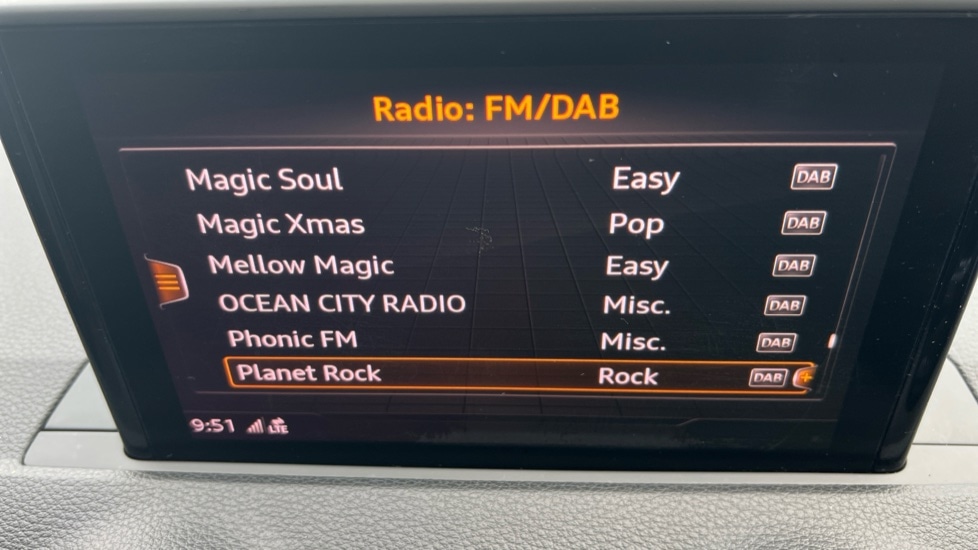 Radio: FM/DAB
Magic Soul Easy DAB
Magic Xmas Pop DAB
Mellow Magic Easy DAB
OCEAN CITY RADIO Misc. DAB
Phonic FM Misc. DAB
Planet Rock Rock DAB
9:51 LTE